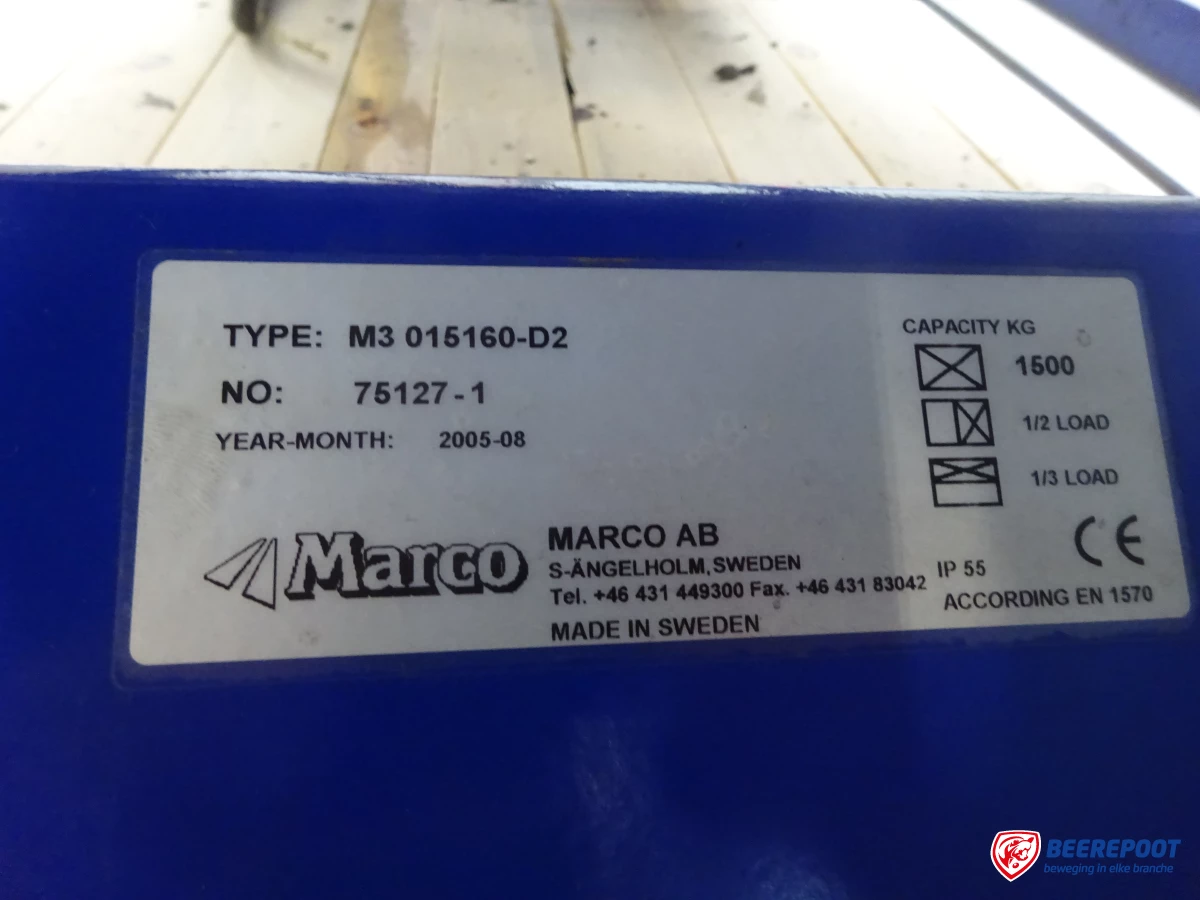 TYPE: M3 015160-D2
NO: 75127-1
YEAR-MONTH: 2005-08
CAPACITY KG
1500
1/2 LOAD
1/3 LOAD
Marco
MARCO AB
S-ÄNGELHOLM, SWEDEN
Tel. +46 431 449300 Fax. +46 431 83042
MADE IN SWEDEN
CE
IP 55
ACCORDING EN 1570
BEEREPOOT
beweging in elke branche